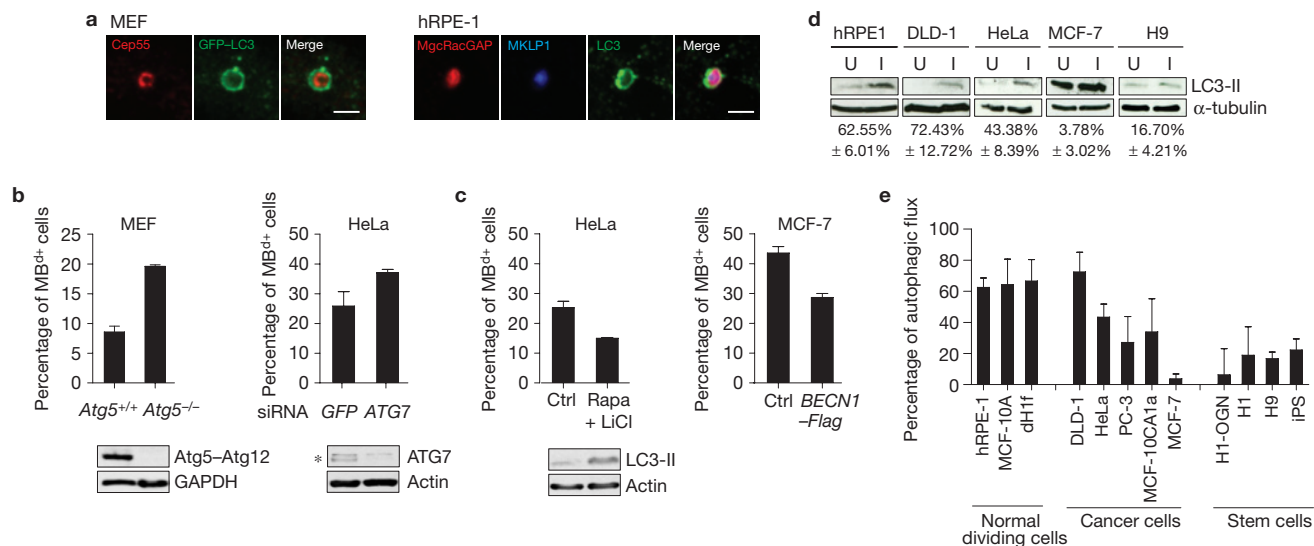 a
MEF
Cep55
GFP–LC3
Merge
hRPE-1
MgcRacGAP
MKLP1
LC3
Merge
d
hRPE1 DLD-1 HeLa MCF-7 H9
U I U I U I U I U I
LC3-II
α-tubulin
62.55% 72.43% 43.38% 3.78% 16.70%
± 6.01% ± 12.72% ± 8.39% ± 3.02% ± 4.21%
b
MEF
Percentage of MBd+ cells
25
20
15
10
5
0
Atg5+/+ Atg5–/–
Atg5–Atg12
GAPDH
HeLa
Percentage of MBd+ cells
50
40
30
20
10
0
siRNA GFP ATG7
* ATG7
Actin
c
HeLa
Percentage of MBd+ cells
50
40
30
20
10
0
Ctrl Rapa
+ LiCl
LC3-II
Actin
MCF-7
Percentage of MBd+ cells
50
40
30
20
10
0
Ctrl BECN1
–Flag
e
Percentage of autophagic flux
100
80
60
40
20
0
hRPE-1
MCF-10A
dH1f
DLD-1
HeLa
PC-3
MCF-10CA1a
MCF-7
H1-OGN
H1
H9
iPS
Normal
dividing cells
Cancer cells
Stem cells